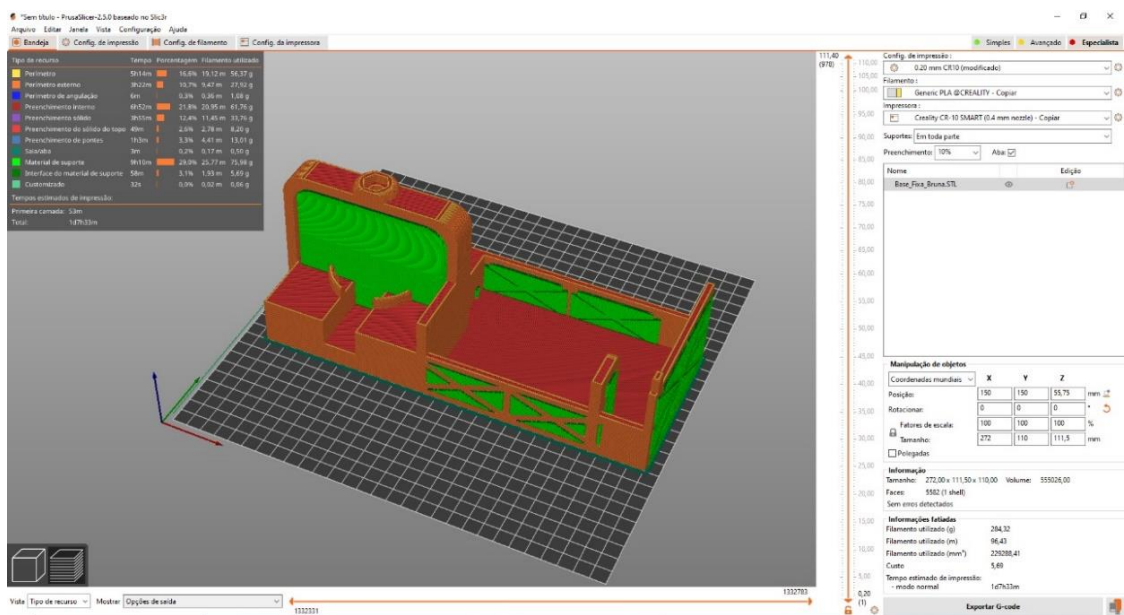 *Sem título - PrusaSlicer-2.5.0 baseado no Slic3r
Arquivo Editar Janela Vista Configuração Ajuda
Bandeja Config. de impressão Config. de filamento Config. da impressora Simples Avançado Especialista
Tipo de recurso Tempo Porcentagem Filamento utilizado
Perímetro 5h14m 16,6% 19,12 m 56,37 g
Perímetro externo 3h22m 10,7% 9,47 m 27,92 g
Perímetro de angulação 6m 0,3% 0,36 m 1,08 g
Preenchimento interno 6h52m 21,8% 20,95 m 61,76 g
Preenchimento sólido 3h55m 12,4% 11,45 m 33,76 g
Preenchimento do sólido do topo 49m 2,6% 2,78 m 8,20 g
Preenchimento de pontes 1h3m 3,3% 4,41 m 13,01 g
Saia/aba 3m 0,2% 0,17 m 0,50 g
Material de suporte 9h10m 29,0% 25,77 m 75,98 g
Interface do material de suporte 58m 3,1% 1,93 m 5,69 g
Customizado 32s 0,0% 0,02 m 0,06 g
Tempos estimados de impressão:
Primeira camada: 53m
Total: 1d7h33m
111,40
(978)
110,00
105,00
100,00
95,00
90,00
85,00
80,00
75,00
70,00
65,00
60,00
55,00
50,00
45,00
40,00
35,00
30,00
25,00
20,00
15,00
10,00
5,00
0,20
(1)
Config. de impressão :
0.20 mm CR10 (modificado)
Filamento :
Generic PLA @CREALITY - Copiar
Impressora :
Creality CR-10 SMART (0.4 mm nozzle) - Copiar
Suportes: Em toda parte
Preenchimento: 10% Aba:
Nome Edição
Base_Fixa_Bruna.STL
Manipulação de objetos
Coordenadas mundiais X Y Z
Posição: 150 150 55,75 mm
Rotacionar: 0 0 0 °
Fatores de escala: 100 100 100 %
Tamanho: 272 110 111,5 mm
Polegadas
Informação
Tamanho: 272,00 x 111,50 x 110,00 Volume: 559026,00
Faces: 5562 (1 shell)
Sem erros detectados
Informações fatiadas
Filamento utilizado (g) 284,32
Filamento utilizado (m) 96,43
Filamento utilizado (mm³) 229288,41
Custo 5,69
Tempo estimado de impressão:
- modo normal 1d7h33m
Exportar G-code
Vista Tipo de recurso Mostrar Opções de saída
1332783
1332331